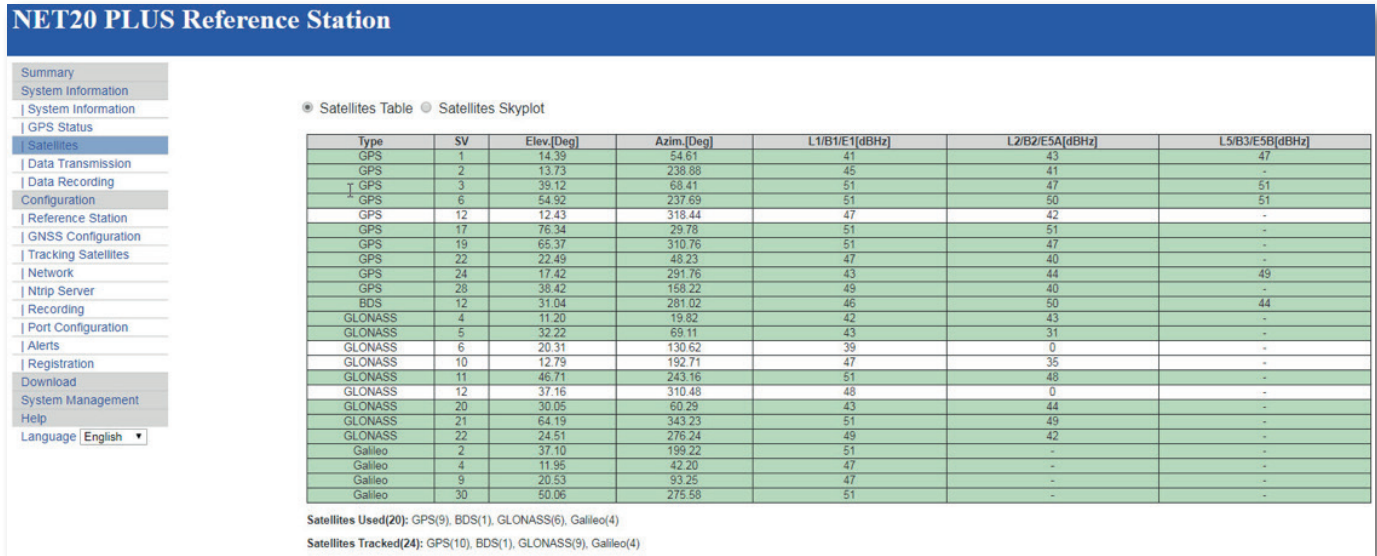 NET20 PLUS Reference Station
Summary
System Information
| System Information
| GPS Status
| Satellites
| Data Transmission
| Data Recording
Configuration
| Reference Station
| GNSS Configuration
| Tracking Satellites
| Network
| Ntrip Server
| Recording
| Port Configuration
| Alerts
| Registration
Download
System Management
Help
Language English
Satellites Table Satellites Skyplot
Type SV Elev.[Deg] Azim.[Deg] L1/B1/E1[dBHz] L2/B2/E5A[dBHz] L5/B3/E5B[dBHz]
GPS 1 14.39 54.61 41 43 47
GPS 2 13.73 238.88 45 41 -
GPS 3 39.12 68.41 51 47 51
GPS 6 54.92 237.69 51 50 51
GPS 12 12.43 318.44 47 42 -
GPS 17 76.34 29.78 51 51 -
GPS 19 65.37 310.76 51 47 -
GPS 22 22.49 48.23 47 40 -
GPS 24 17.42 291.76 43 44 49
GPS 28 38.42 158.22 49 40 -
BDS 12 31.04 281.02 46 50 44
GLONASS 4 11.20 19.82 42 43 -
GLONASS 5 32.22 69.11 43 31 -
GLONASS 6 20.31 130.62 39 0 -
GLONASS 10 12.79 192.71 47 35 -
GLONASS 11 46.71 243.16 51 48 -
GLONASS 12 37.16 310.48 48 0 -
GLONASS 20 30.05 60.29 43 44 -
GLONASS 21 64.19 343.23 51 49 -
GLONASS 22 24.51 276.24 49 42 -
Galileo 2 37.10 199.22 51 - -
Galileo 4 11.95 42.20 47 - -
Galileo 9 20.53 93.25 47 - -
Galileo 30 50.06 275.58 51 - -
Satellites Used(20): GPS(9), BDS(1), GLONASS(6), Galileo(4)
Satellites Tracked(24): GPS(10), BDS(1), GLONASS(9), Galileo(4)